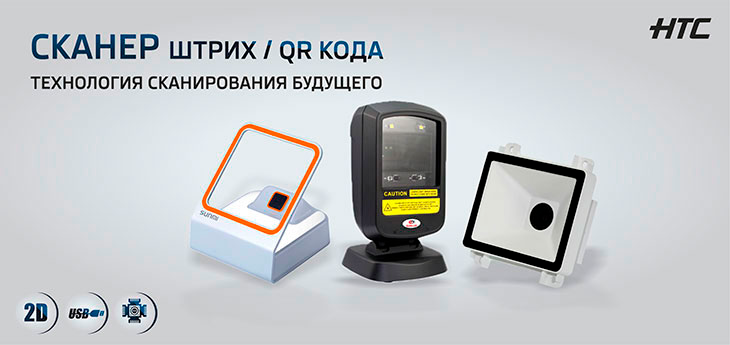 СКАНЕР ШТРИХ / QR КОДА
HTC
ТЕХНОЛОГИЯ СКАНИРОВАНИЯ БУДУЩЕГО
SUNMI
CAUTION
2D
USB